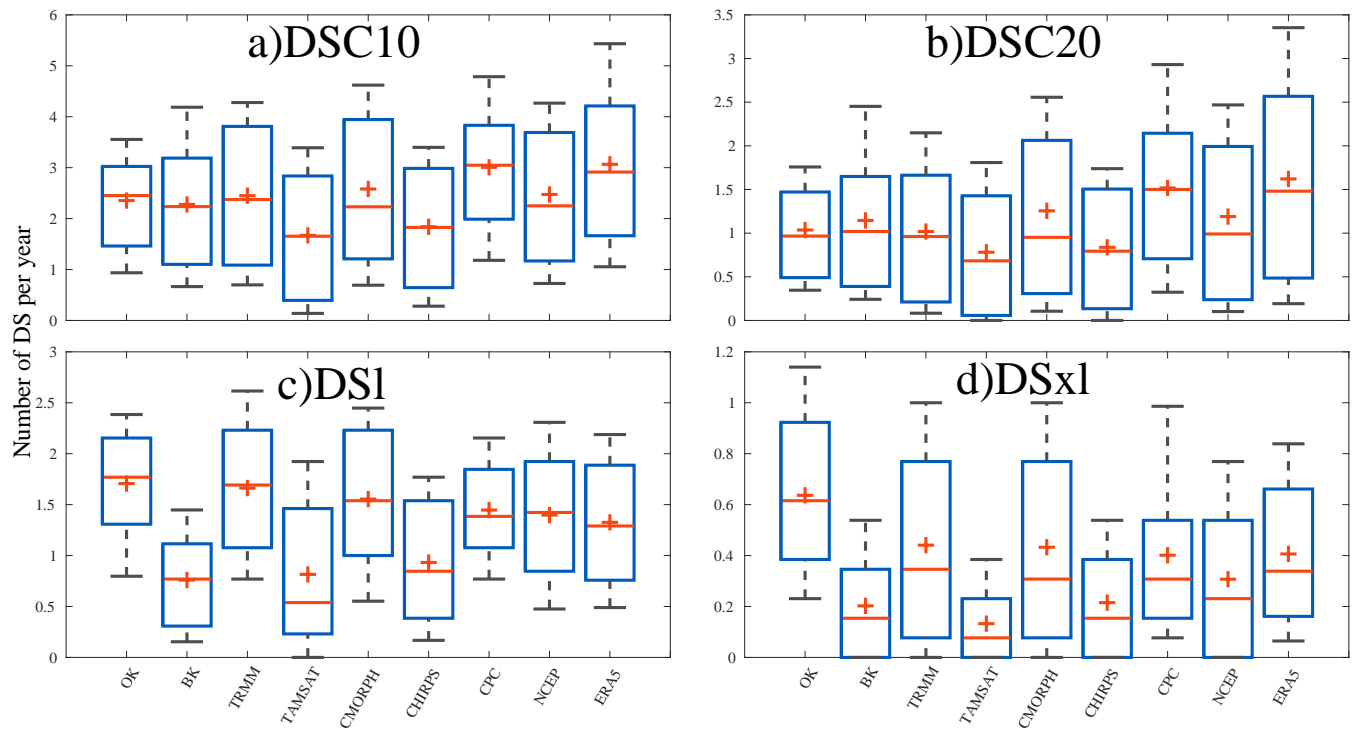 Number of DS per year
a)DSC10
6
5
4
3
2
1
0
b)DSC20
3.5
3
2.5
2
1.5
1
0.5
0
c)DSl
3
2.5
2
1.5
1
0.5
0
OK
BK
TRMM
TAMSAT
CMORPH
CHIRPS
CPC
NCEP
ERA5
d)DSxl
1.2
1
0.8
0.6
0.4
0.2
0
OK
BK
TRMM
TAMSAT
CMORPH
CHIRPS
CPC
NCEP
ERA5